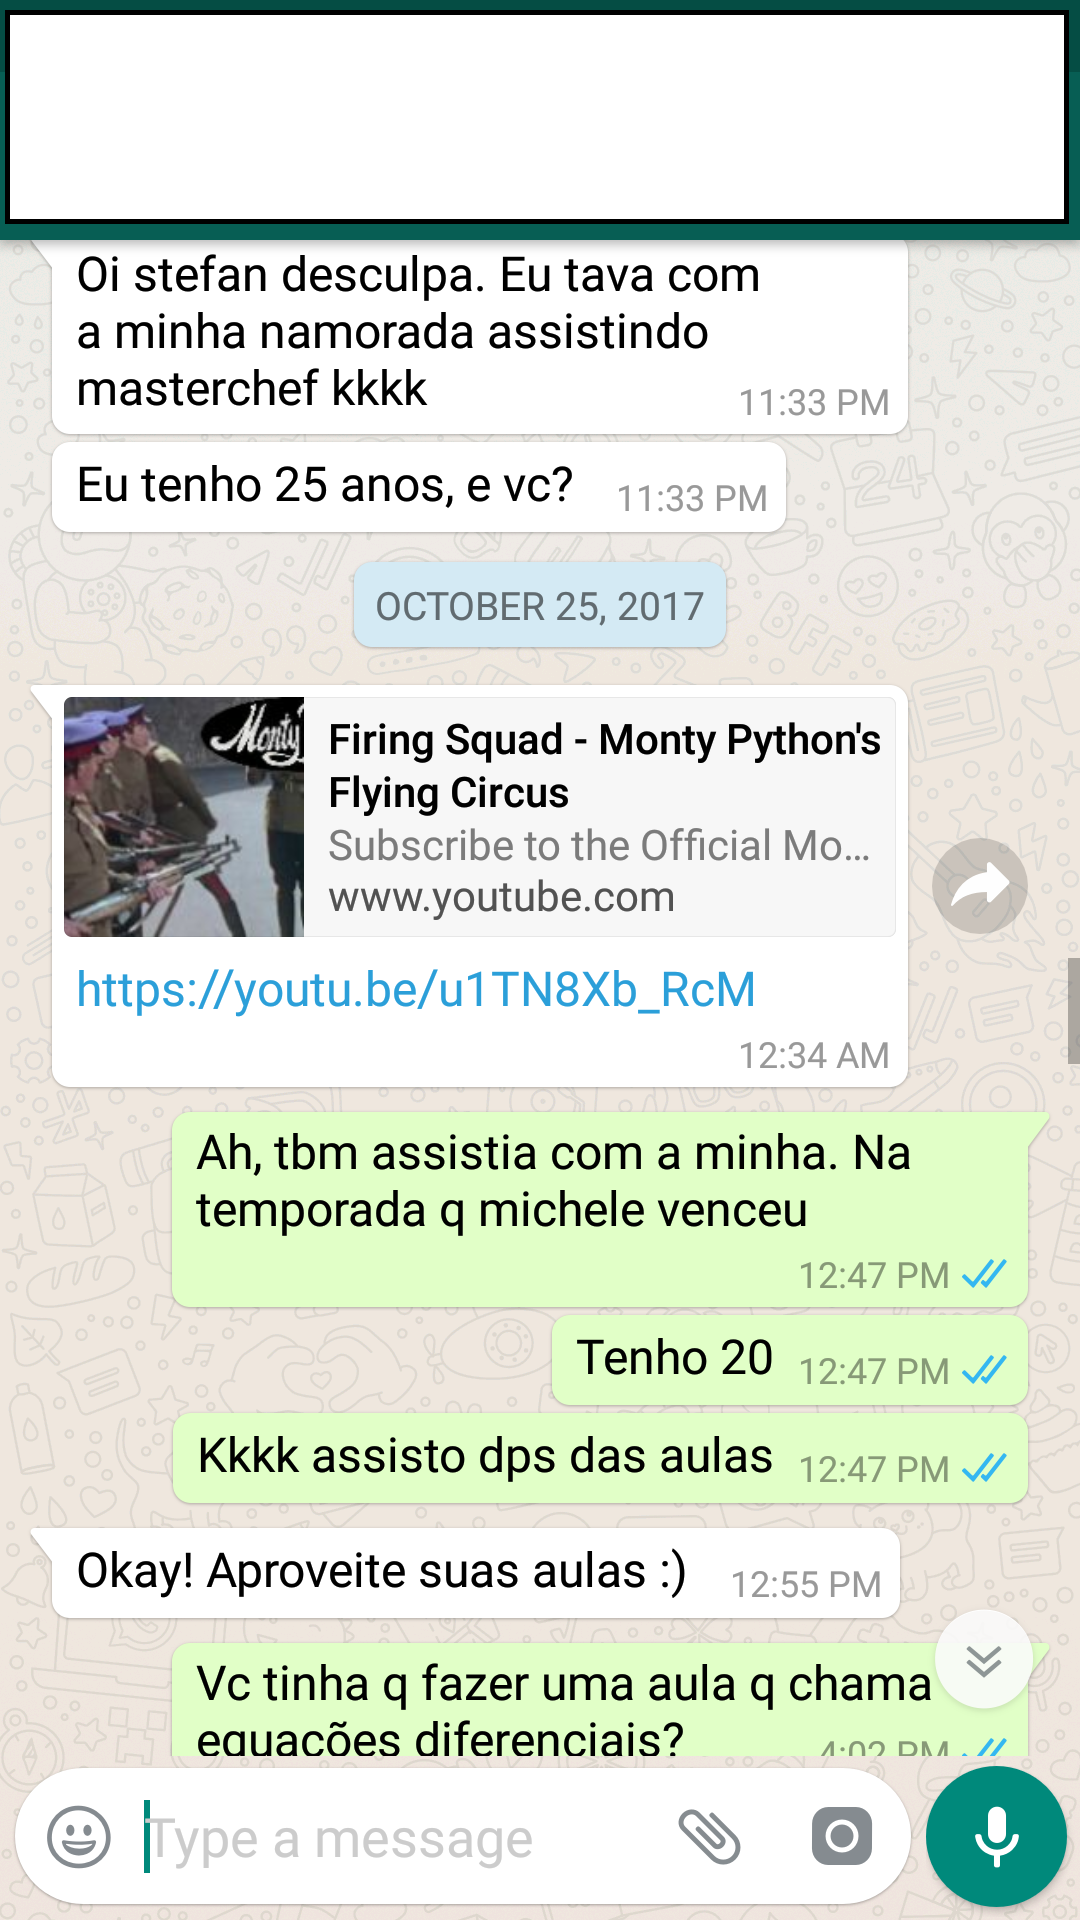 Oi stefan desculpa. Eu tava com
a minha namorada assistindo
masterchef kkkk
11:33 PM
Eu tenho 25 anos, e vc?
11:33 PM
OCTOBER 25, 2017
Monty
Firing Squad - Monty Python's
Flying Circus
Subscribe to the Official Mo...
www.youtube.com
https://youtu.be/u1TN8Xb_RcM
12:34 AM
Ah, tbm assistia com a minha. Na
temporada q michele venceu
12:47 PM
Tenho 20
12:47 PM
Kkkk assisto dps das aulas
12:47 PM
Okay! Aproveite suas aulas :)
12:55 PM
Vc tinha q fazer uma aula q chama
equações diferenciais?
4:02 PM
Type a message